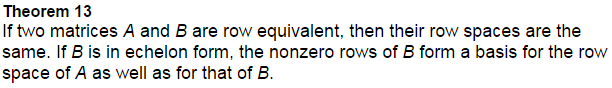 Theorem 13
If two matrices A and B are row equivalent, then their row spaces are the
same. If B is in echelon form, the nonzero rows of B form a basis for the row
space of A as well as for that of B.